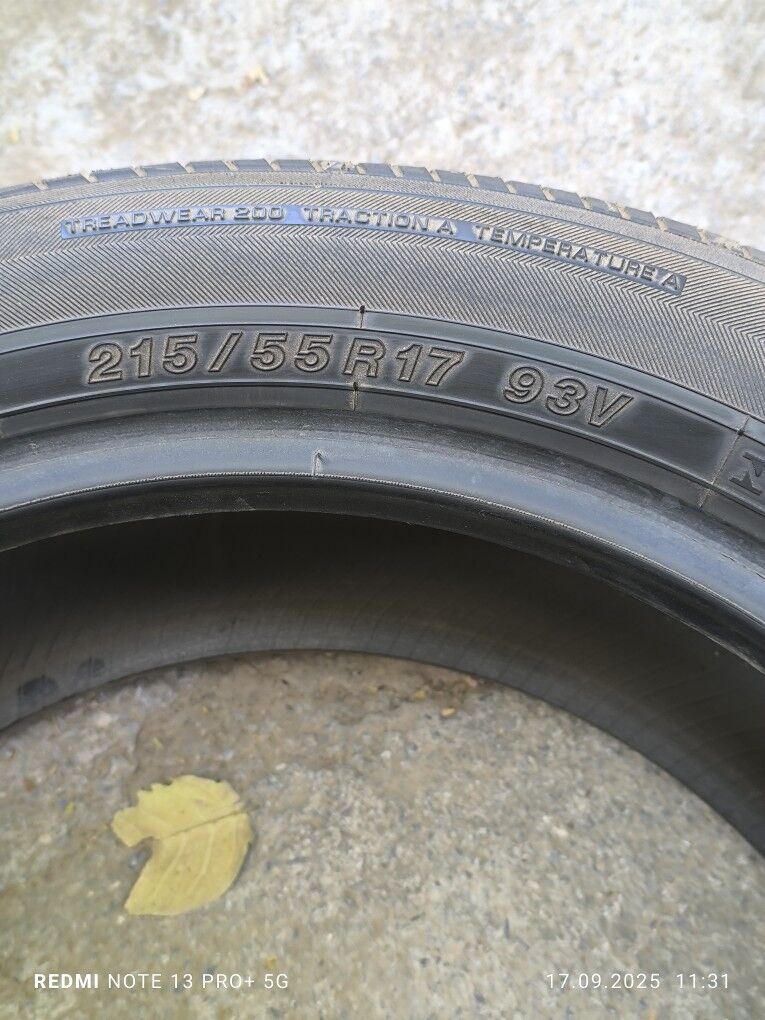 TREADWEAR 200 TRACTION A TEMPERATURE A
215/55R17 93V
REDMI NOTE 13 PRO+ 5G
17.09.2025 11:31